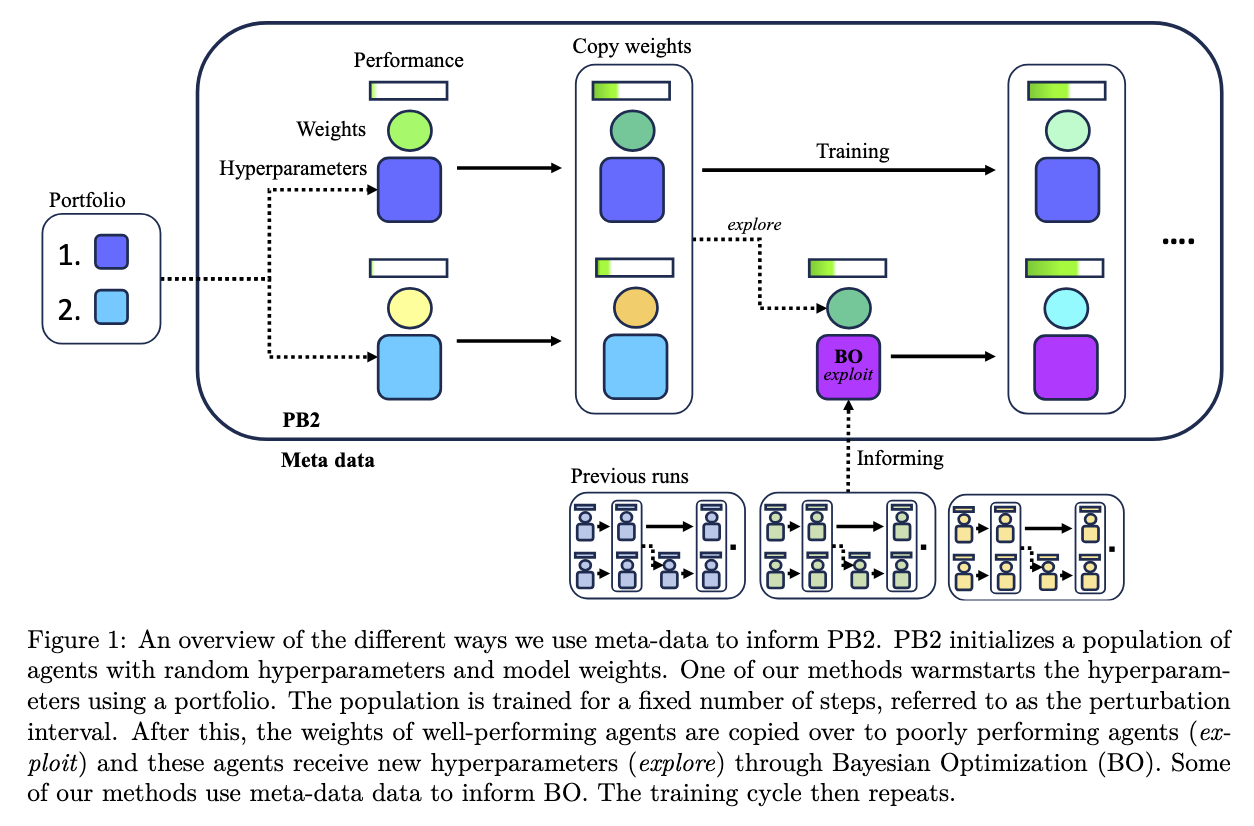 Copy weights
Performance
Weights
Hyperparameters
Training
Portfolio
1.
2.
explore
....
BO
exploit
PB2
Meta data
Informing
Previous runs
Figure 1: An overview of the different ways we use meta-data to inform PB2. PB2 initializes a population of
agents with random hyperparameters and model weights. One of our methods warmstarts the hyperparam-
eters using a portfolio. The population is trained for a fixed number of steps, referred to as the perturbation
interval. After this, the weights of well-performing agents are copied over to poorly performing agents (ex-
ploit) and these agents receive new hyperparameters (explore) through Bayesian Optimization (BO). Some
of our methods use meta-data data to inform BO. The training cycle then repeats.